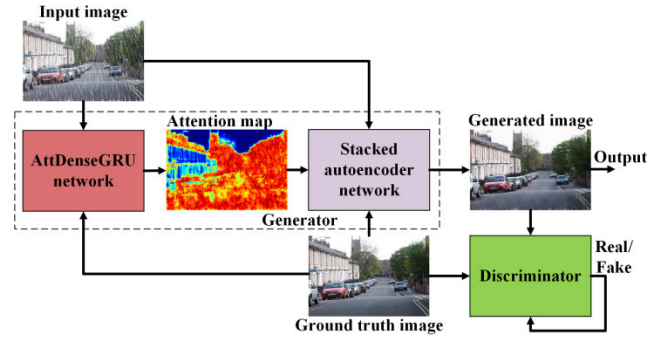 Input image
Attention map
Generated image
AttDenseGRU
network
Stacked
autoencoder
network
Output
Generator
Discriminator
Real/
Fake
Ground truth image